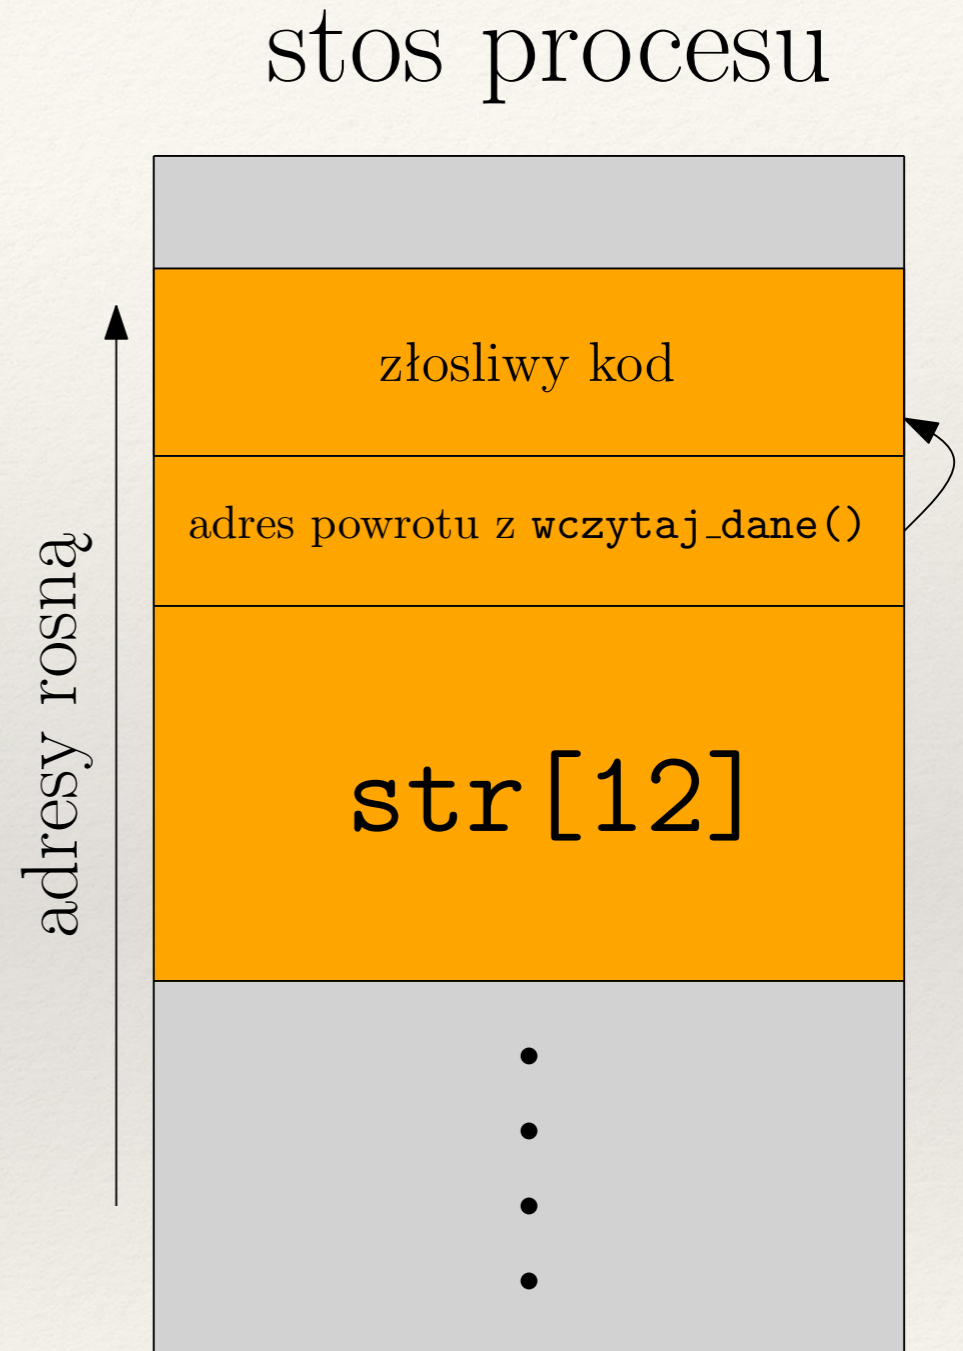 stos procesu
złosliwy kod
adres powrotu z wczytaj_dane()
adresy rosną
str[12]